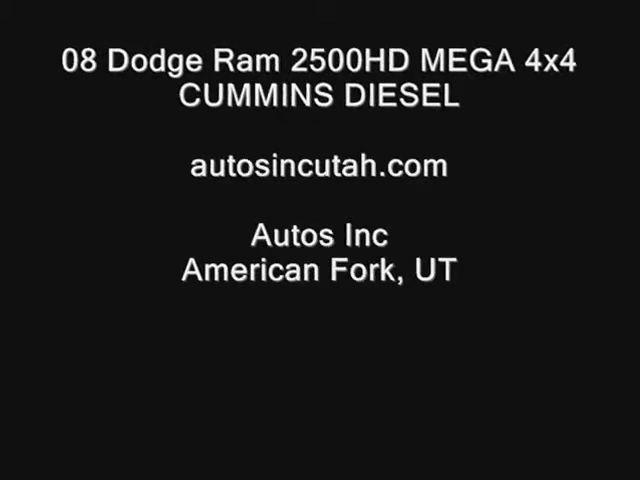 08 Dodge Ram 2500HD MEGA 4x4
CUMMINS DIESEL
autosincutah.com
Autos Inc
American Fork, UT